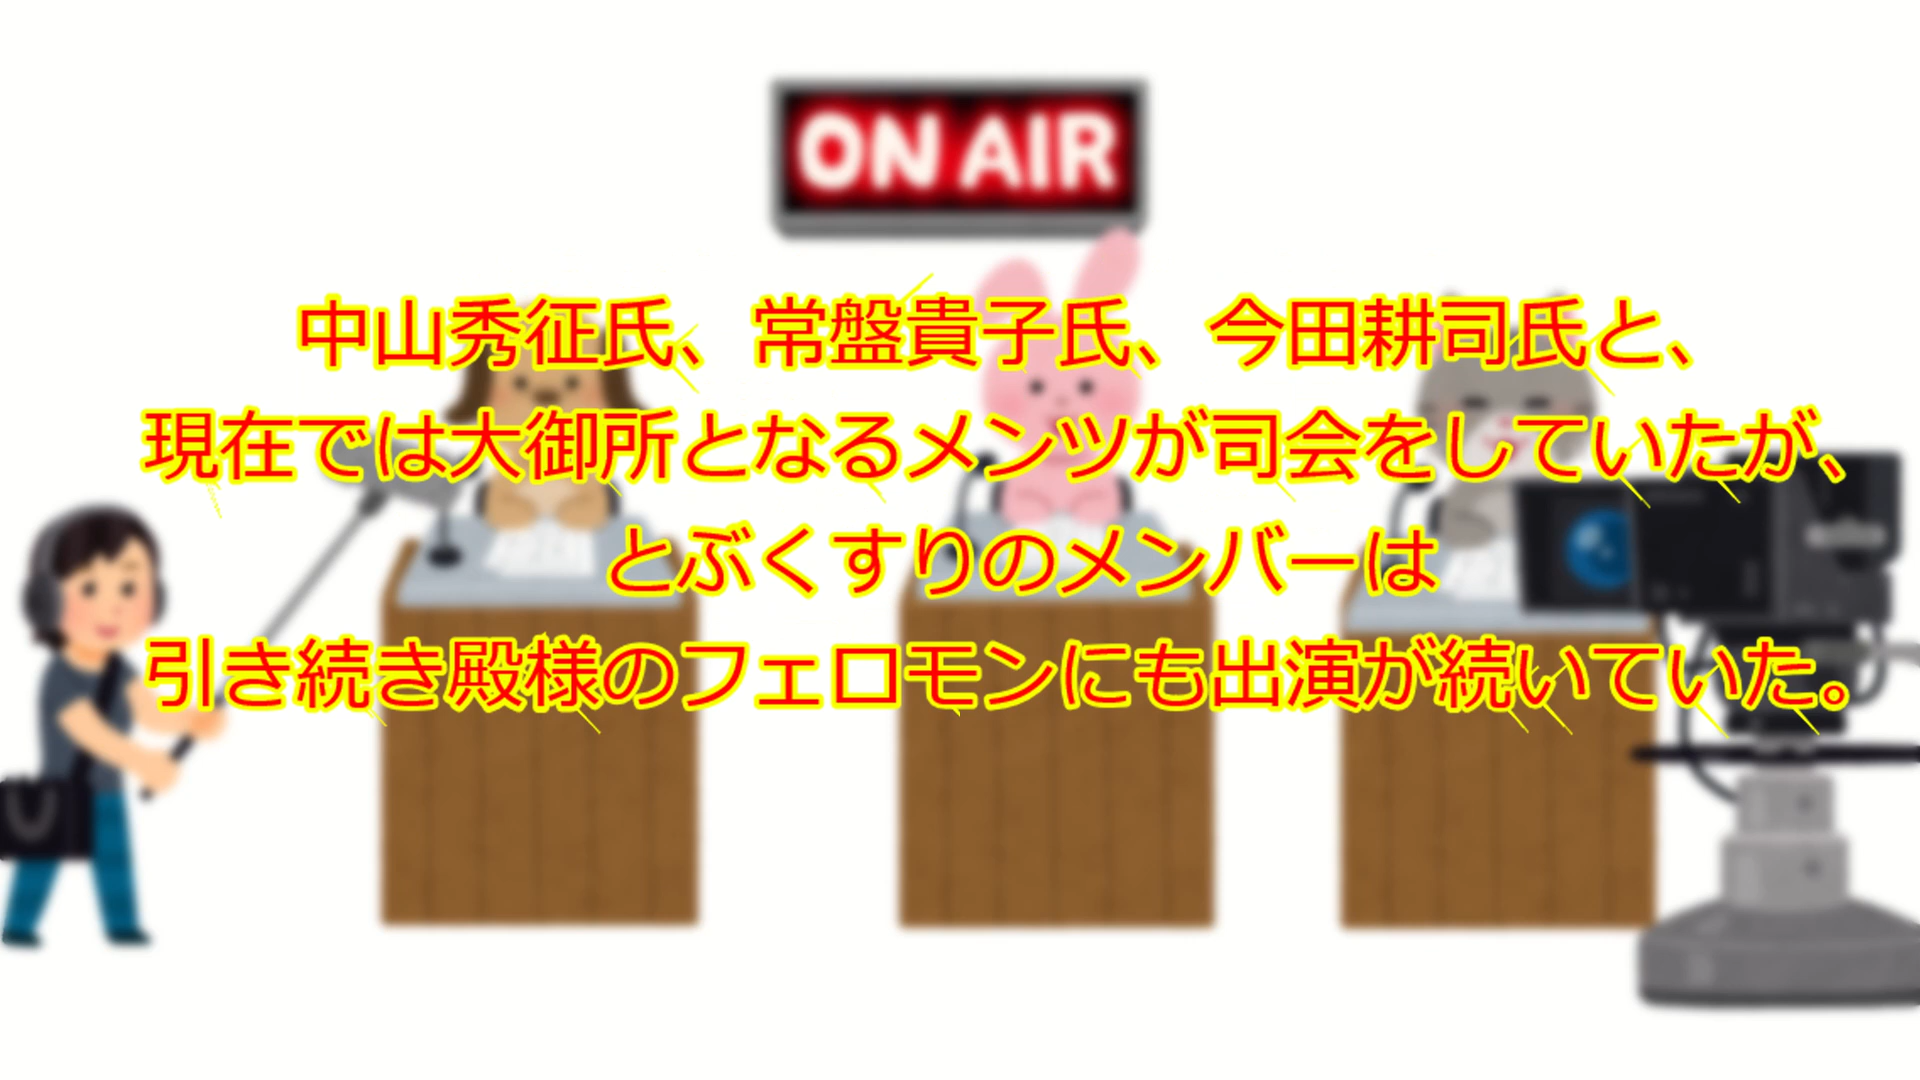 ON AIR
中山秀征氏、常盤貴子氏、今田耕司氏と、
現在では大御所となるメンツが司会をしていたが、
とぶくすりのメンバーは
引き続き殿様のフェロモンにも出演が続いていた。